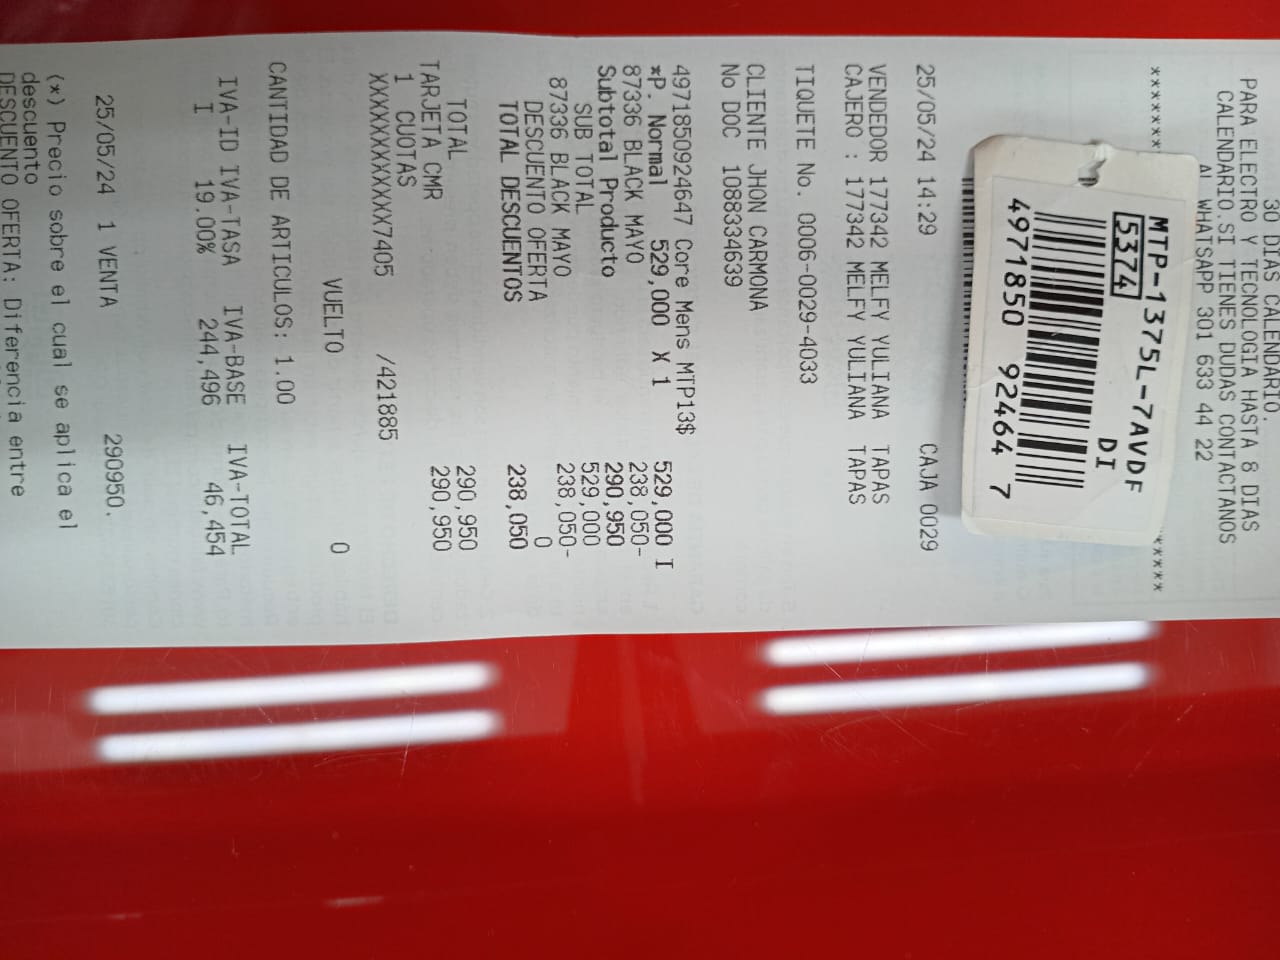 30 DIAS CALENDARIO.
PARA ELECTRO Y TECNOLOGIA HASTA 8 DIAS
CALENDARIO.SI TIENES DUDAS CONTACTANOS
AL WHATSAPP 301 633 44 22
MTP-1375L-7AVDF
5374 DI
4971850 92464 7
25/05/24 14:29 CAJA 0029
VENDEDOR 177342 MELFY YULIANA TAPAS
CAJERO : 177342 MELFY YULIANA TAPAS
TIQUETE No. 0006-0029-4033
CLIENTE JHON CARMONA
No DOC 1088334639
4971850924647 Core Mens MTP13$
*P. Normal 529,000 X 1 529,000 I
87336 BLACK MAYO 238,050-
Subtotal Producto 290,950
SUB TOTAL 529,000
87336 BLACK MAYO 238,050-
DESCUENTO OFERTA 0
TOTAL DESCUENTOS 238,050
TOTAL 290,950
TARJETA CMR 290,950
1 CUOTAS
XXXXXXXXXXXX7405 /421885
VUELTO 0
CANTIDAD DE ARTICULOS: 1.00
IVA-ID IVA-TASA IVA-BASE IVA-TOTAL
I 19.00% 244,496 46,454
25/05/24 1 VENTA 290950.
(*) Precio sobre el cual se aplica el
descuento
DESCUENTO OFERTA: Diferencia entre